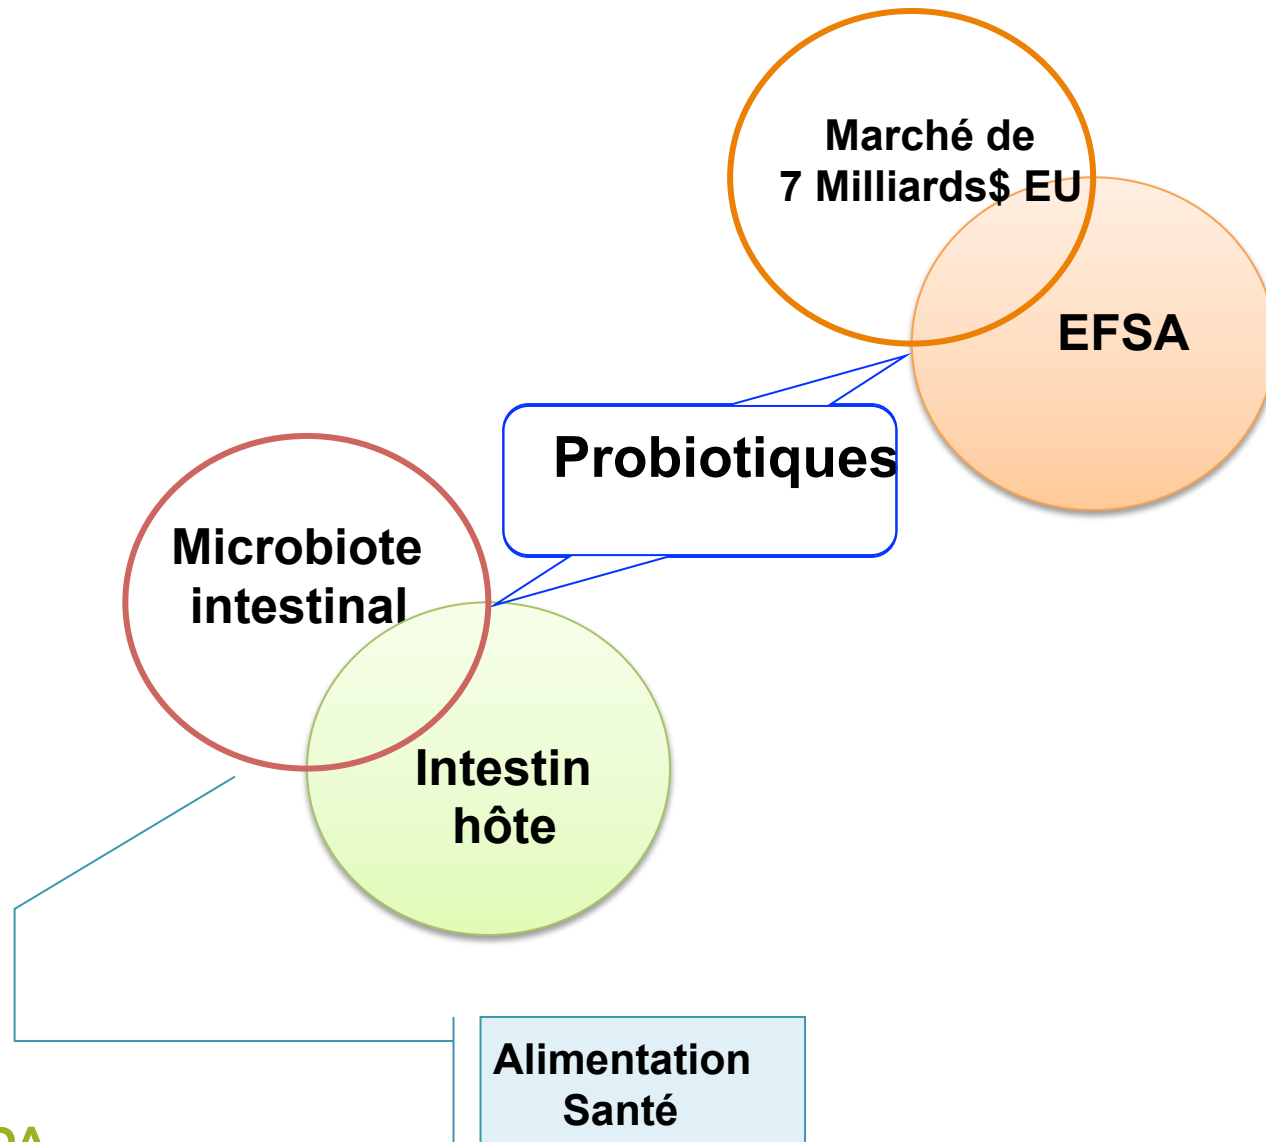 Marché de
7 Milliards$ EU
EFSA
Probiotiques
Microbiote
intestinal
Intestin
hôte
Alimentation
Santé